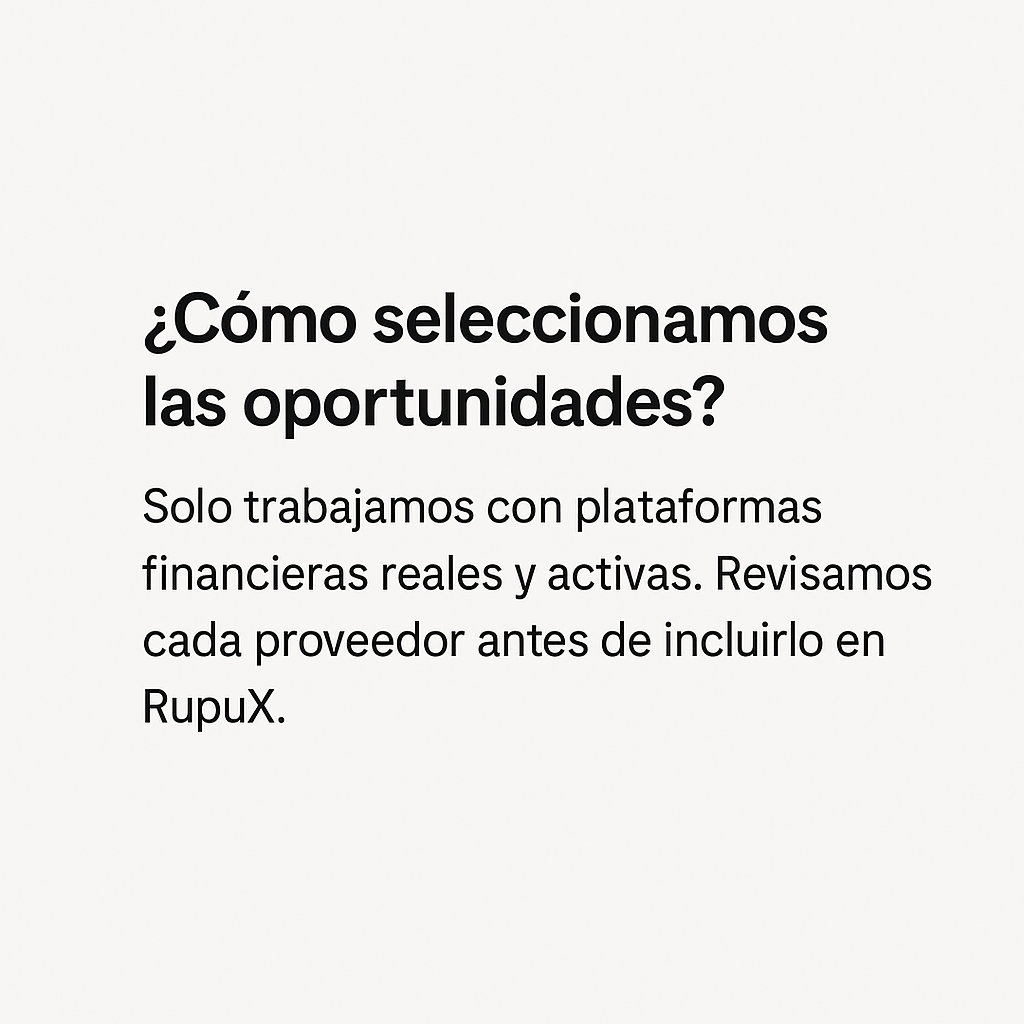 ¿Cómo seleccionamos
las oportunidades?
Solo trabajamos con plataformas
financieras reales y activas. Revisamos
cada proveedor antes de incluirlo en
RupuX.